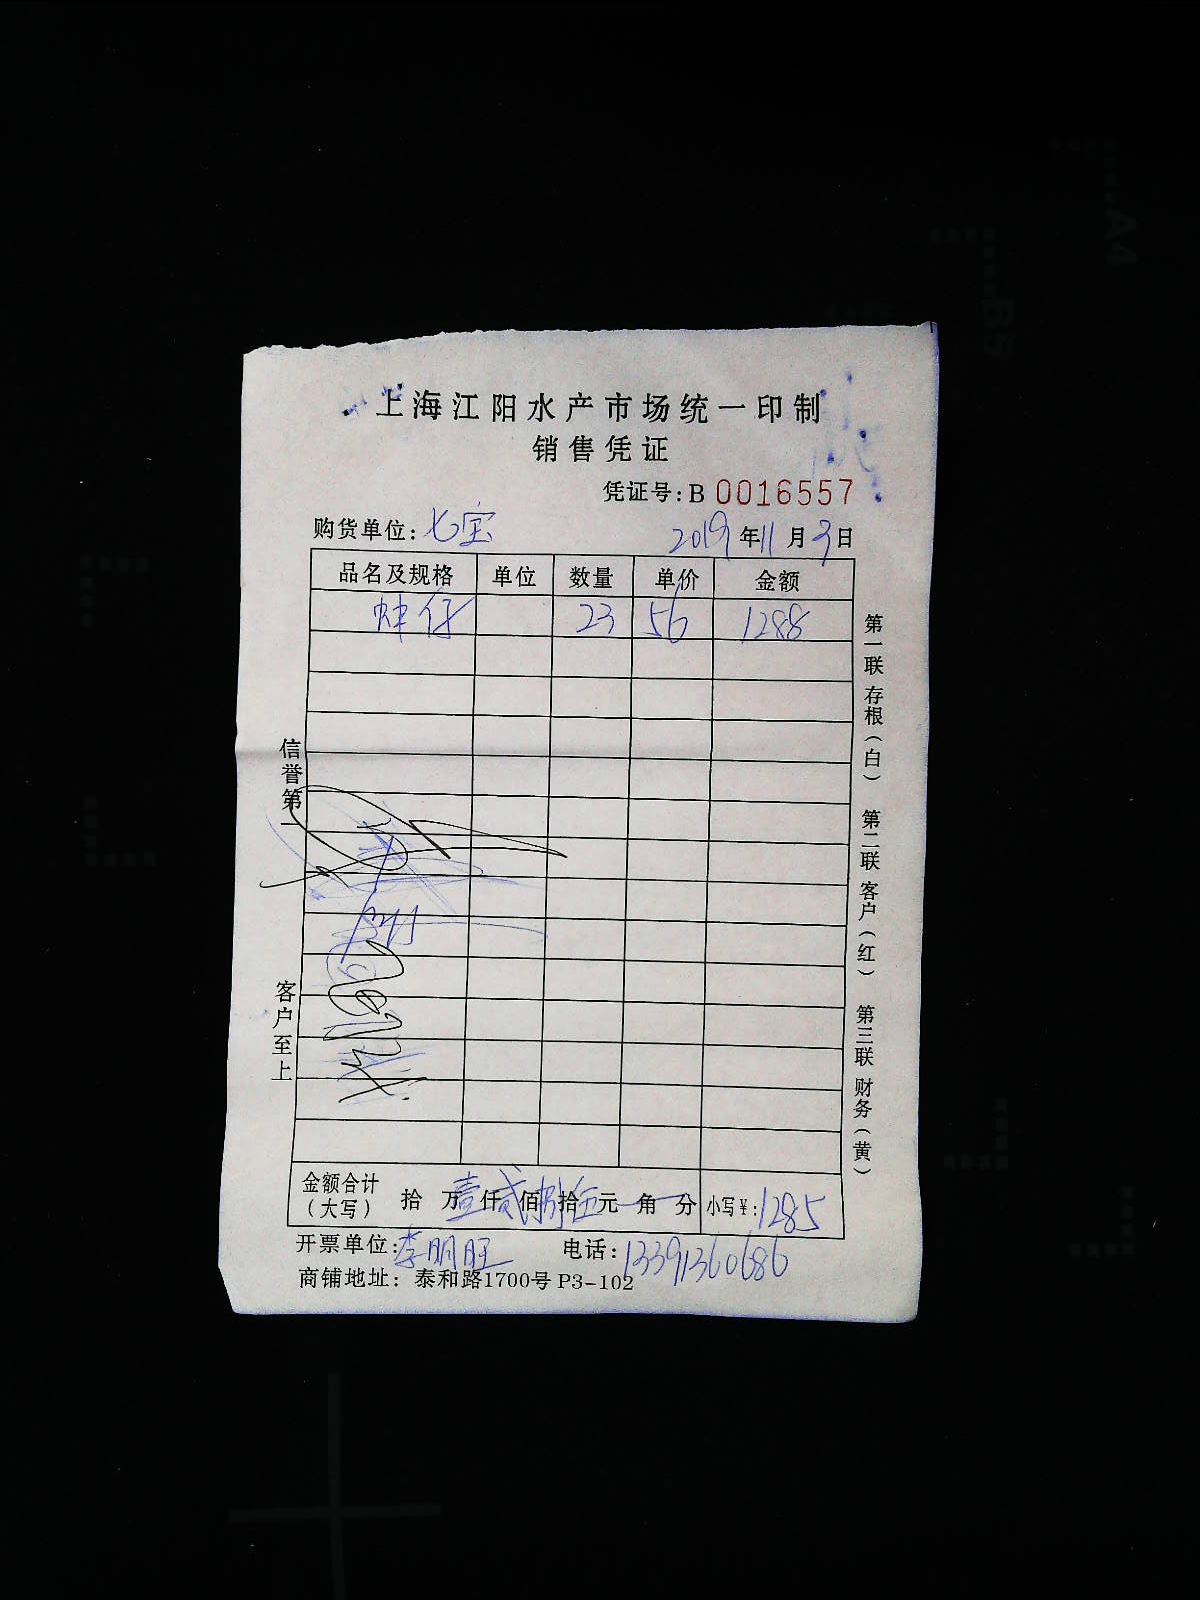 上海江阳水产市场统一印制
销售凭证
凭证号：B 0016557
购货单位：七宝 2019年11月3日
品名及规格 单位 数量 单价 金额
仔 23 56 1288
信誉第一
客户至上
第一联 存根（白） 第二联 客户（红） 第三联 财务（黄）
金额合计（大写） 拾 万壹仟贰佰捌拾伍元 角 分 小写¥：1285
开票单位：李明旺 电话：13391360686
商铺地址：泰和路1700号 P3-102